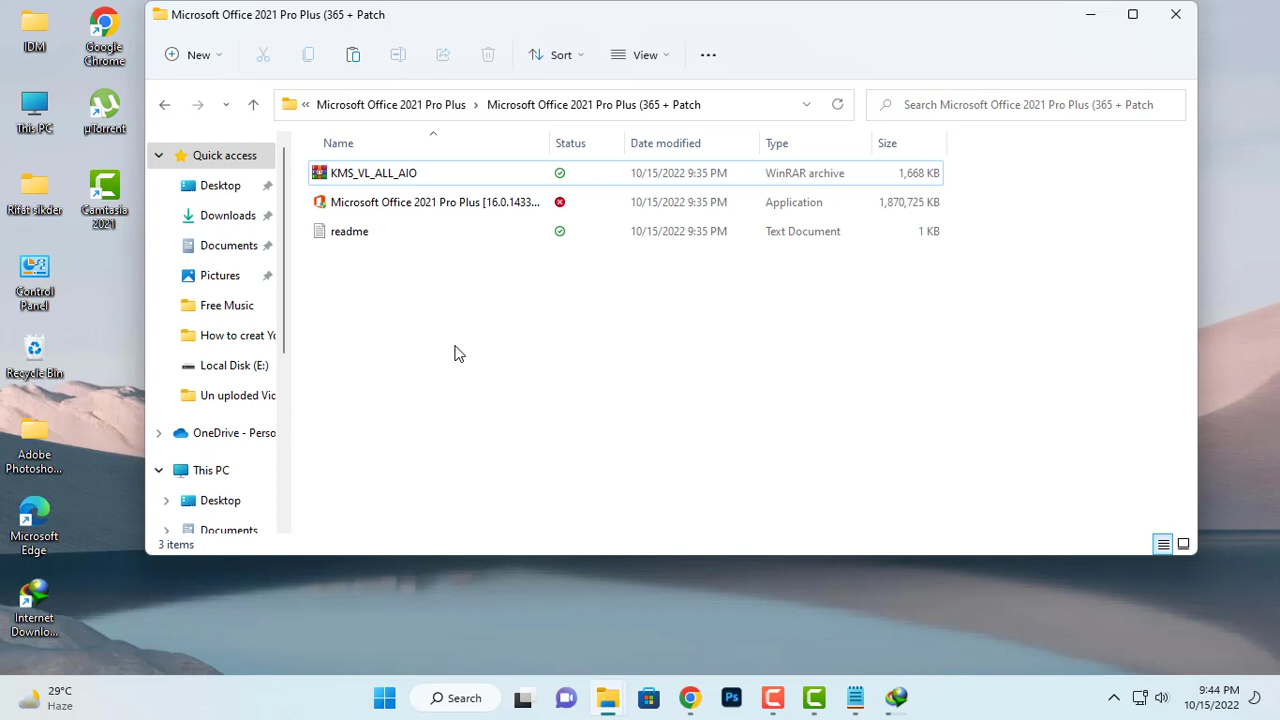 Microsoft Office 2021 Pro Plus (365 + Patch
New
Sort
View
Microsoft Office 2021 Pro Plus
Microsoft Office 2021 Pro Plus (365 + Patch
Search Microsoft Office 2021 Pro Plus (365 + Patch
Name Status Date modified Type Size
KMS_VL_ALL_AIO 10/15/2022 9:35 PM WinRAR archive 1,668 KB
Microsoft Office 2021 Pro Plus [16.0.1433... 10/15/2022 9:35 PM Application 1,870,725 KB
readme 10/15/2022 9:35 PM Text Document 1 KB
Quick access
Desktop
Downloads
Documents
Pictures
Free Music
How to creat Yo
Local Disk (E:)
Un uploded Vid
OneDrive - Perso
This PC
Desktop
Documents
3 items
IDM
Google
Chrome
This PC
µTorrent
Rifat sikder
Camtasia
2021
Control
Panel
Recycle Bin
Adobe
Photosho...
Microsoft
Edge
Internet
Downlo...
29°C
Haze
Search
Ps
9:44 PM
10/15/2022